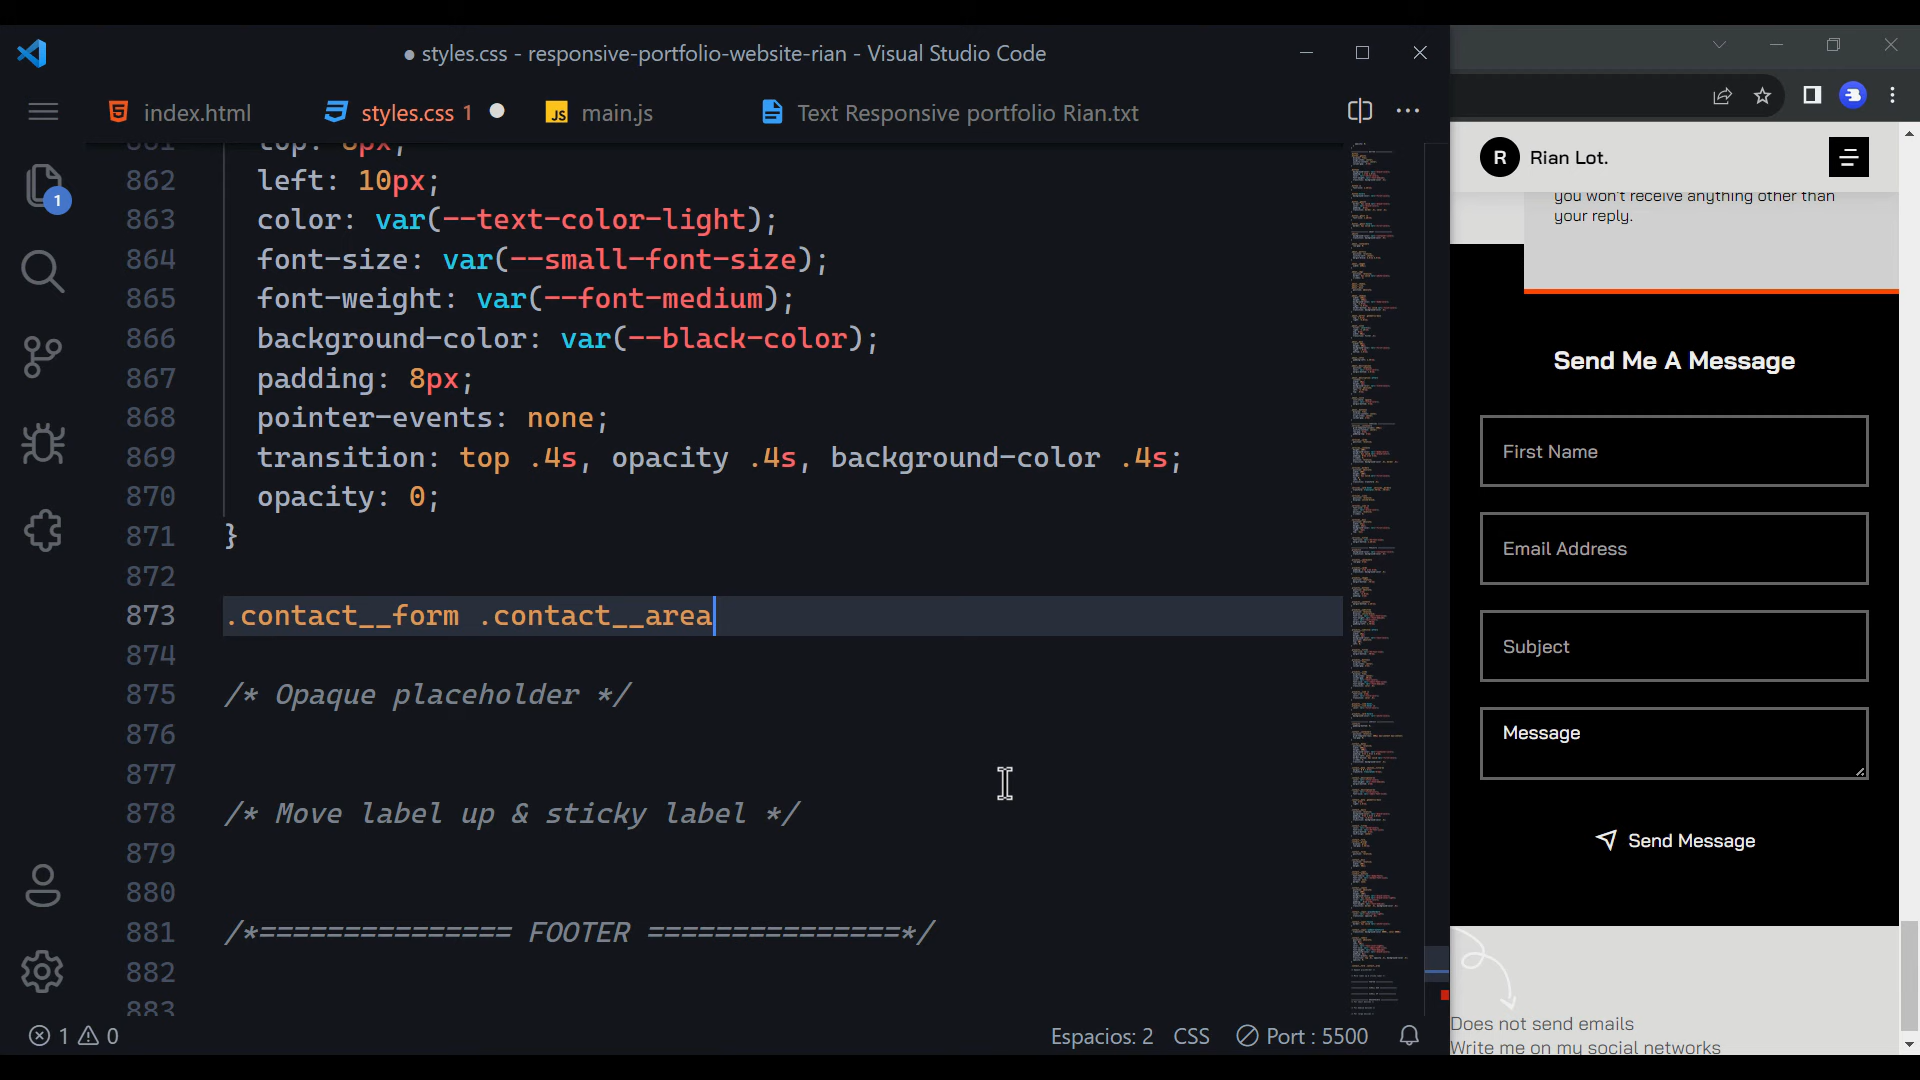 styles.css - responsive-portfolio-website-rian - Visual Studio Code
index.html
styles.css 1
main.js
Text Responsive portfolio Rian.txt
861 top: 8px;
862 left: 10px;
863 color: var(--text-color-light);
864 font-size: var(--small-font-size);
865 font-weight: var(--font-medium);
866 background-color: var(--black-color);
867 padding: 8px;
868 pointer-events: none;
869 transition: top .4s, opacity .4s, background-color .4s;
870 opacity: 0;
871 }
872
873 .contact__form .contact__area
874
875 /* Opaque placeholder */
876
877
878 /* Move label up & sticky label */
879
880
881 /*=============== FOOTER ===============*/
882
883
1
1 0
Espacios: 2
CSS
Port : 5500
R Rian Lot.
you won't receive anything other than
your reply.
Send Me A Message
First Name
Email Address
Subject
Message
Send Message
Does not send emails
Write me on my social networks